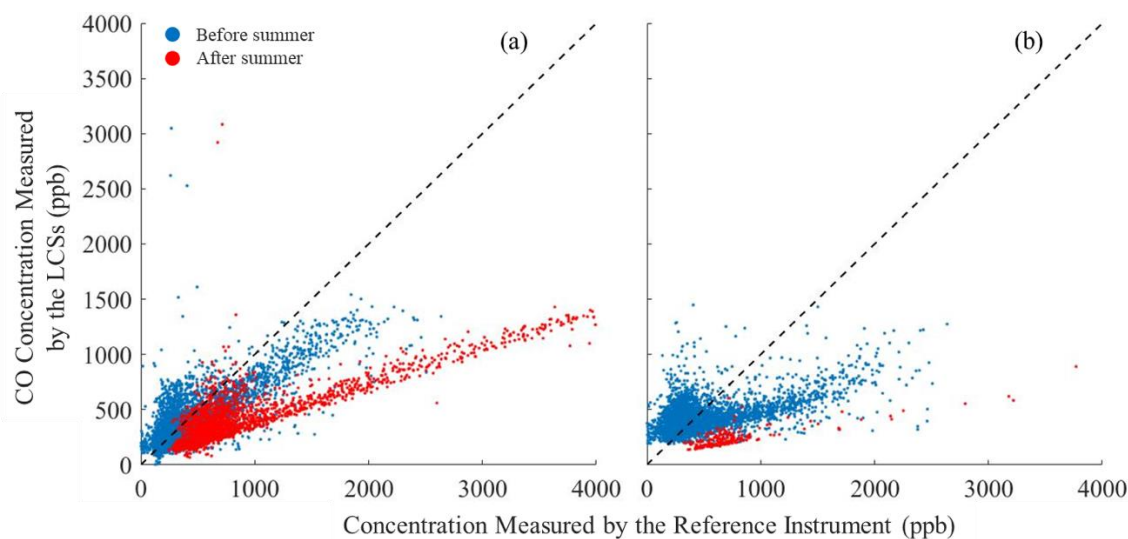 Before summer
After summer
(a)
(b)
4000
3500
3000
2500
2000
1500
1000
500
0
CO Concentration Measured
by the LCSs (ppb)
0
1000
2000
3000
4000
0
1000
2000
3000
4000
Concentration Measured by the Reference Instrument (ppb)